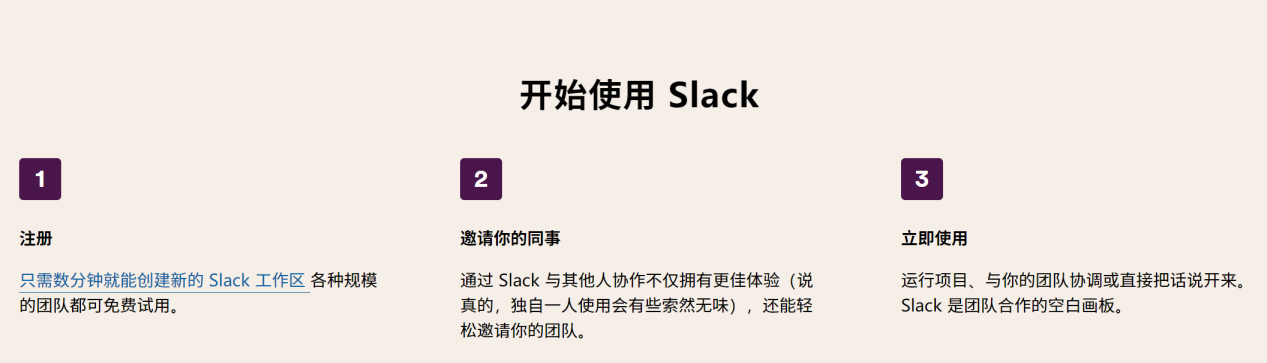 开始使用 Slack
1
注册
只需数分钟就能创建新的 Slack 工作区 各种规模
的团队都可免费试用。
2
邀请你的同事
通过 Slack 与其他人协作不仅拥有更佳体验（说
真的，独自一人使用会有些索然无味），还能轻
松邀请你的团队。
3
立即使用
运行项目、与你的团队协调或直接把话说开来。
Slack 是团队合作的空白画板。